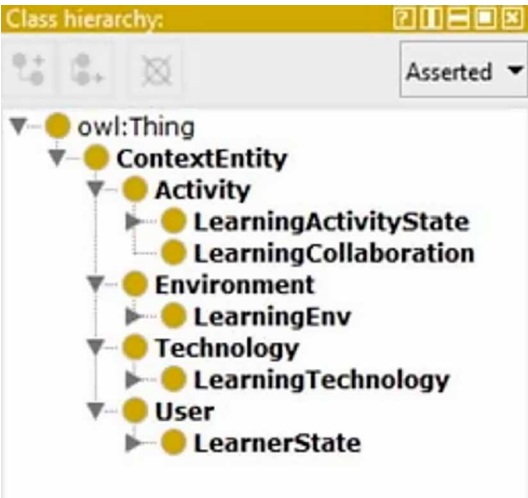 Class hierarchy:
Asserted
owl:Thing
ContextEntity
Activity
LearningActivityState
LearningCollaboration
Environment
LearningEnv
Technology
LearningTechnology
User
LearnerState